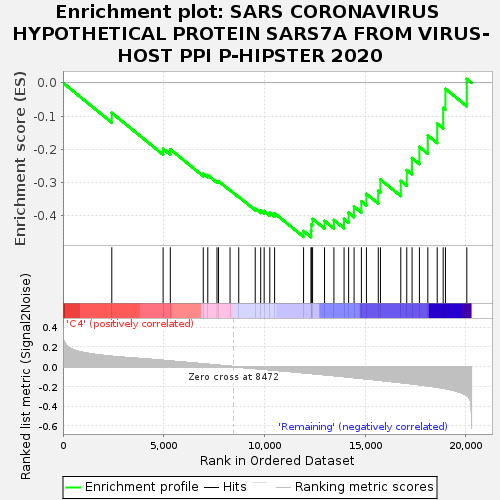 Enrichment plot: SARS CORONAVIRUS
HYPOTHETICAL PROTEIN SARS7A FROM VIRUS-
HOST PPI P-HIPSTER 2020
Enrichment score (ES)
0.0
-0.1
-0.2
-0.3
-0.4
Ranked list metric (Signal2Noise)
'C4' (positively correlated)
0.4
0.2
0.0
-0.2
-0.4
-0.6
Zero cross at 8472
'Remaining' (negatively correlated)
0
5,000
10,000
15,000
20,000
Rank in Ordered Dataset
Enrichment profile
Hits
Ranking metric scores